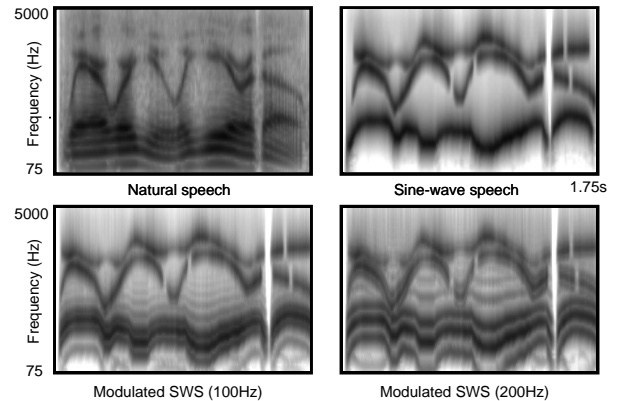 5000
Frequency (Hz)
75
Natural speech
Sine-wave speech
1.75s
5000
Frequency (Hz)
75
Modulated SWS (100Hz)
Modulated SWS (200Hz)